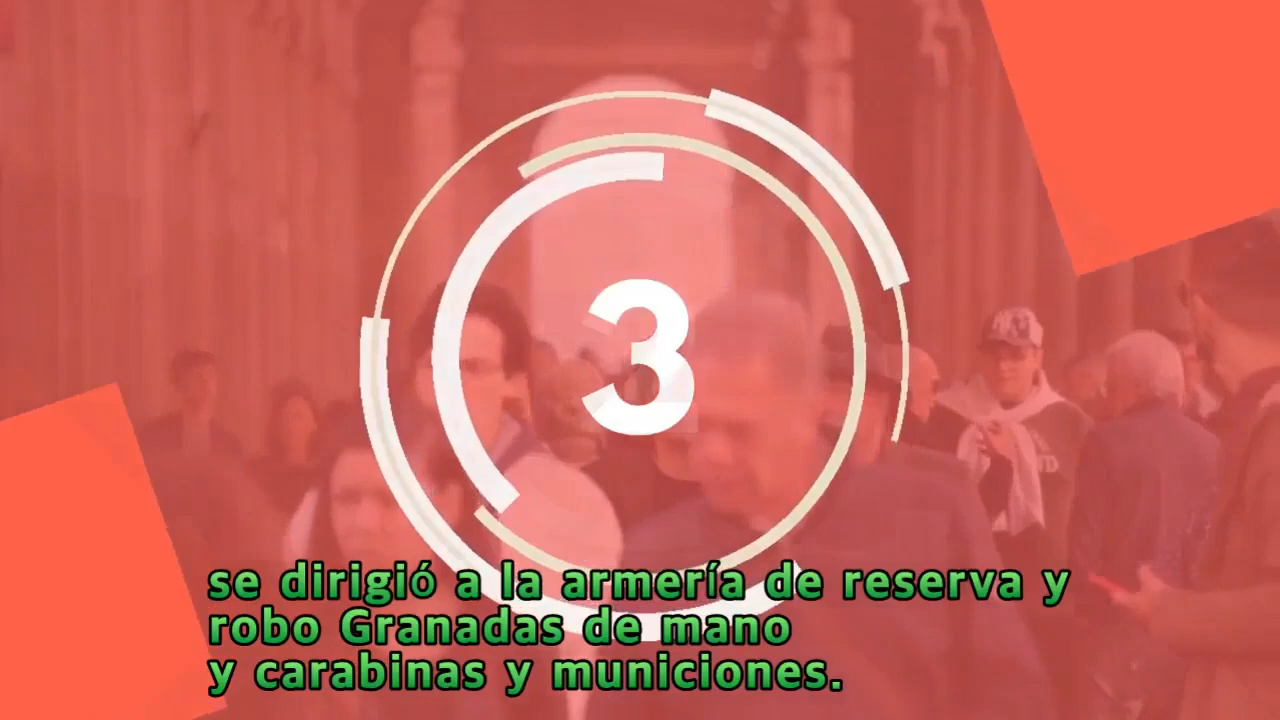 3
se dirigió a la armería de reserva y
robo Granadas de mano
y carabinas y municiones.